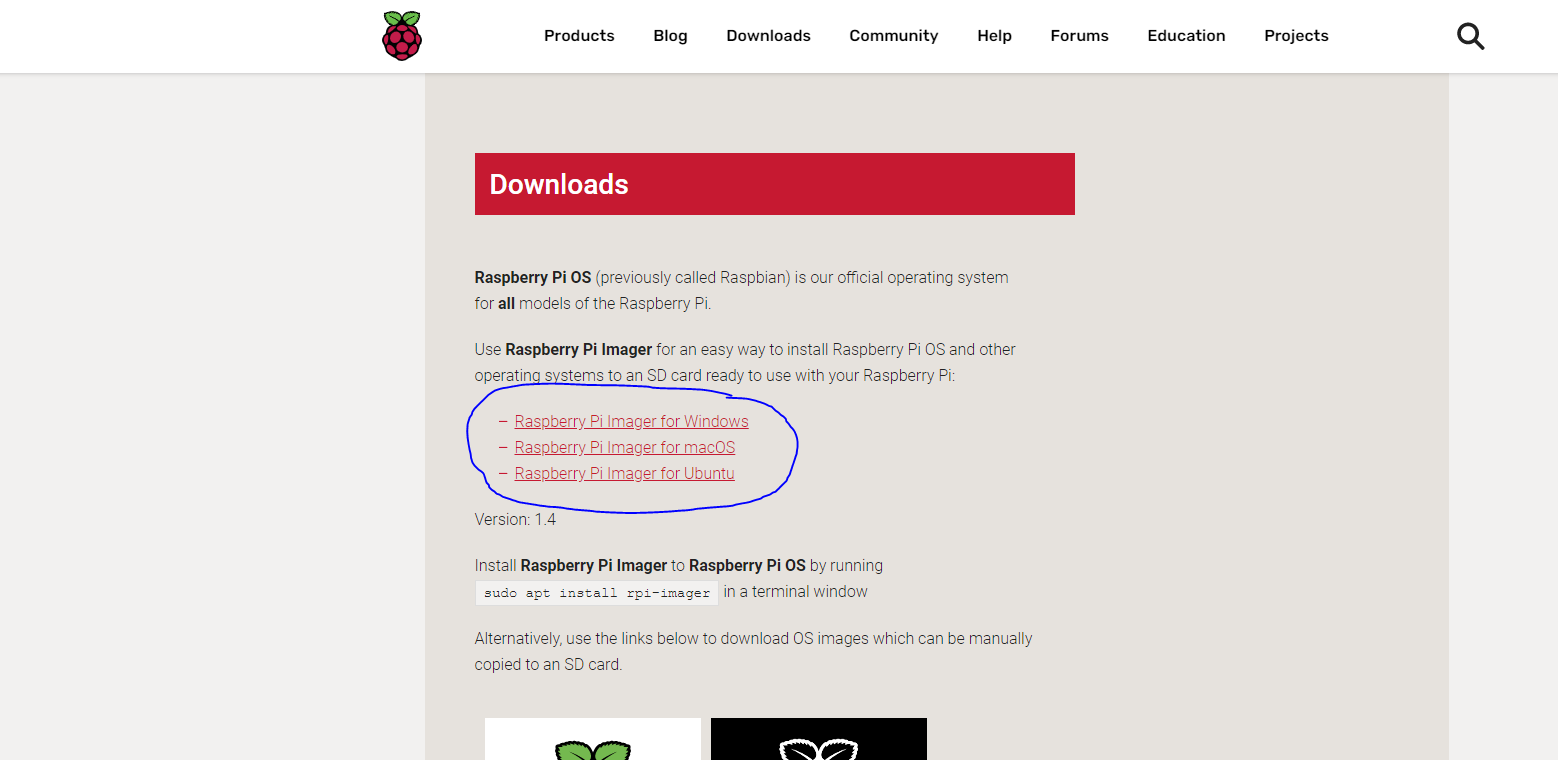 Products Blog Downloads Community Help Forums Education Projects
Downloads
Raspberry Pi OS (previously called Raspbian) is our official operating system
for all models of the Raspberry Pi.
Use Raspberry Pi Imager for an easy way to install Raspberry Pi OS and other
operating systems to an SD card ready to use with your Raspberry Pi:
– Raspberry Pi Imager for Windows
– Raspberry Pi Imager for macOS
– Raspberry Pi Imager for Ubuntu
Version: 1.4
Install Raspberry Pi Imager to Raspberry Pi OS by running
sudo apt install rpi-imager in a terminal window
Alternatively, use the links below to download OS images which can be manually
copied to an SD card.